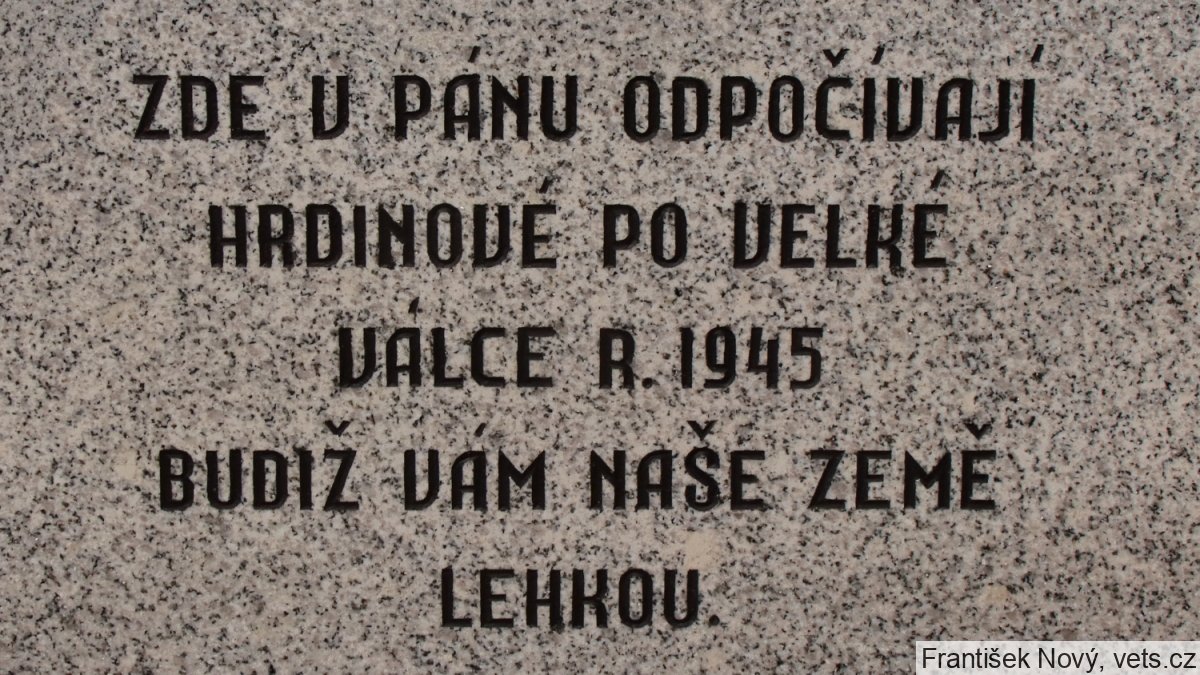 ZDE V PÁNU ODPOČÍVAJÍ
HRDINOVÉ PO VELKÉ
VÁLCE R. 1945
BUDIŽ VÁM NAŠE ZEMĚ
LEHKOU.
František Nový, vets.cz